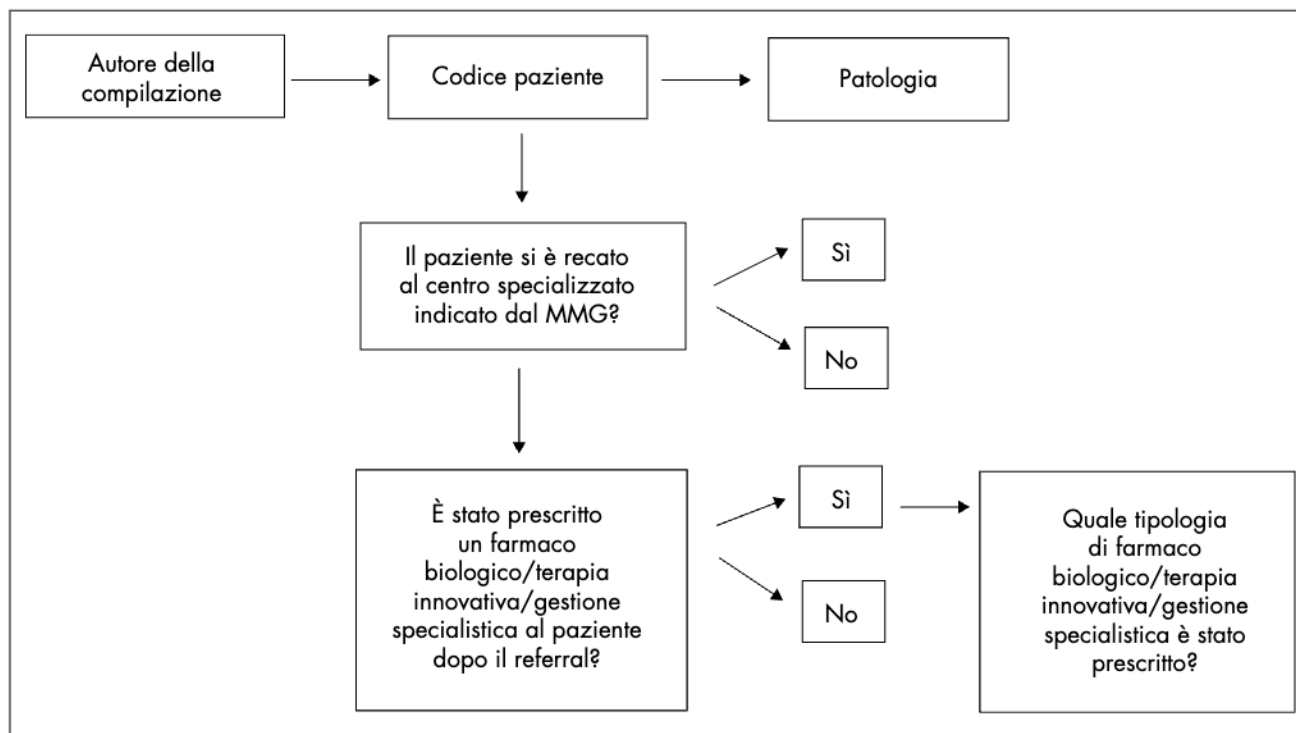 Autore della
compilazione
Codice paziente
Patologia
Il paziente si è recato
al centro specializzato
indicato dal MMG?
Sì
No
È stato prescritto
un farmaco
biologico/terapia
innovativa/gestione
specialistica al paziente
dopo il referral?
Sì
No
Quale tipologia
di farmaco
biologico/terapia
innovativa/gestione
specialistica è stato
prescritto?